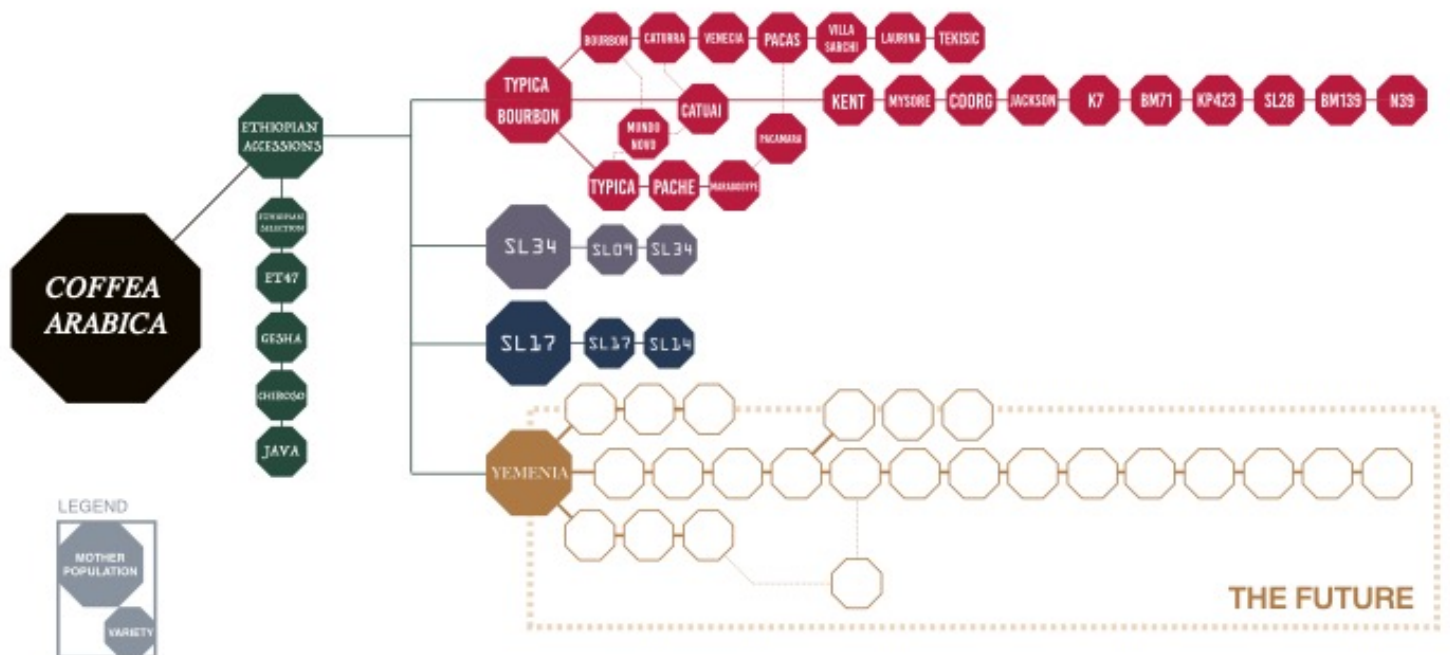 COFFEA
ARABICA
ETHIOPIAN
ACCESSIONS
ETHIOPIAN
SELECTION
ET47
GESHA
CHIROSO
JAVA
TYPICA
BOURBON
BOURBON
CATURRA
VENECIA
PACAS
VILLA
SARCHI
LAURINA
TEKISIC
CATUAI
MUNDO
NOVO
PACAMARA
TYPICA
PACHE
KENT
MYSORE
COORG
JACKSON
K7
BM71
KP423
SL28
BM139
N39
SL34
SL09
SL34
SL17
SL17
SL14
YEMENIA
THE FUTURE
LEGEND
MOTHER
POPULATION
VARIETY